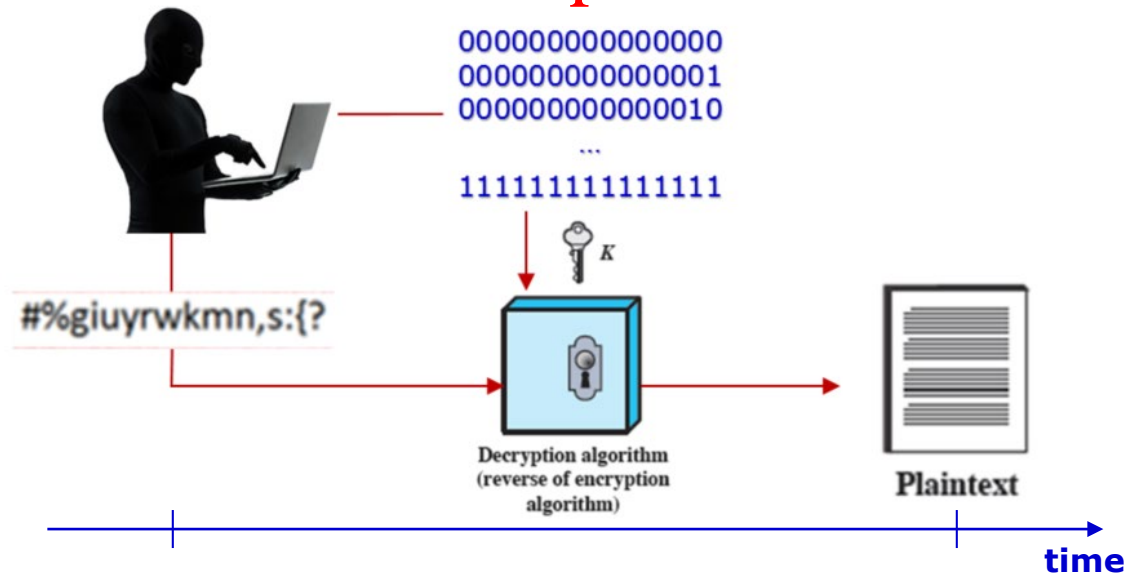 000000000000000
000000000000001
000000000000010
...
111111111111111
K
#%giuyrwkmn,s:{?
Decryption algorithm
(reverse of encryption
algorithm)
Plaintext
time